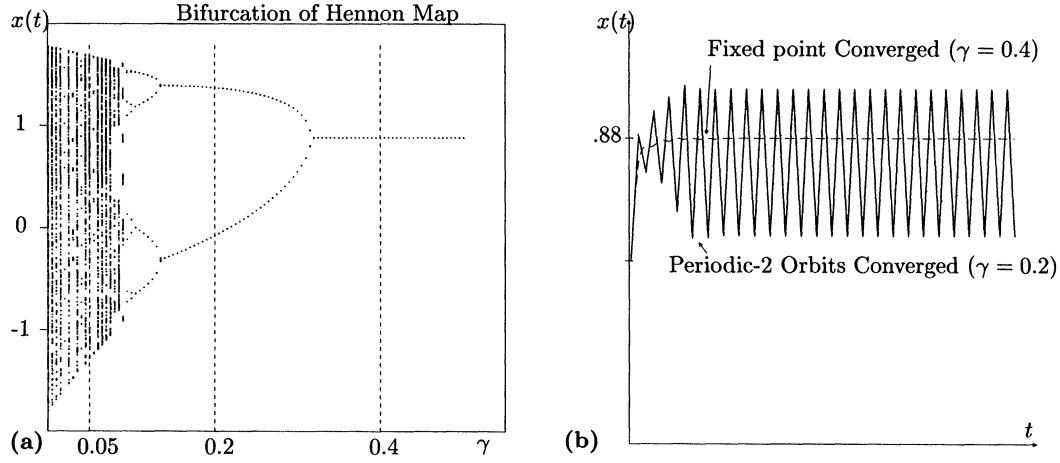 Bifurcation of Hennon Map
x(t)
1
0
-1
(a)
0.05
0.2
0.4
γ
x(t)
Fixed point Converged (γ = 0.4)
.88
Periodic-2 Orbits Converged (γ = 0.2)
(b)
t